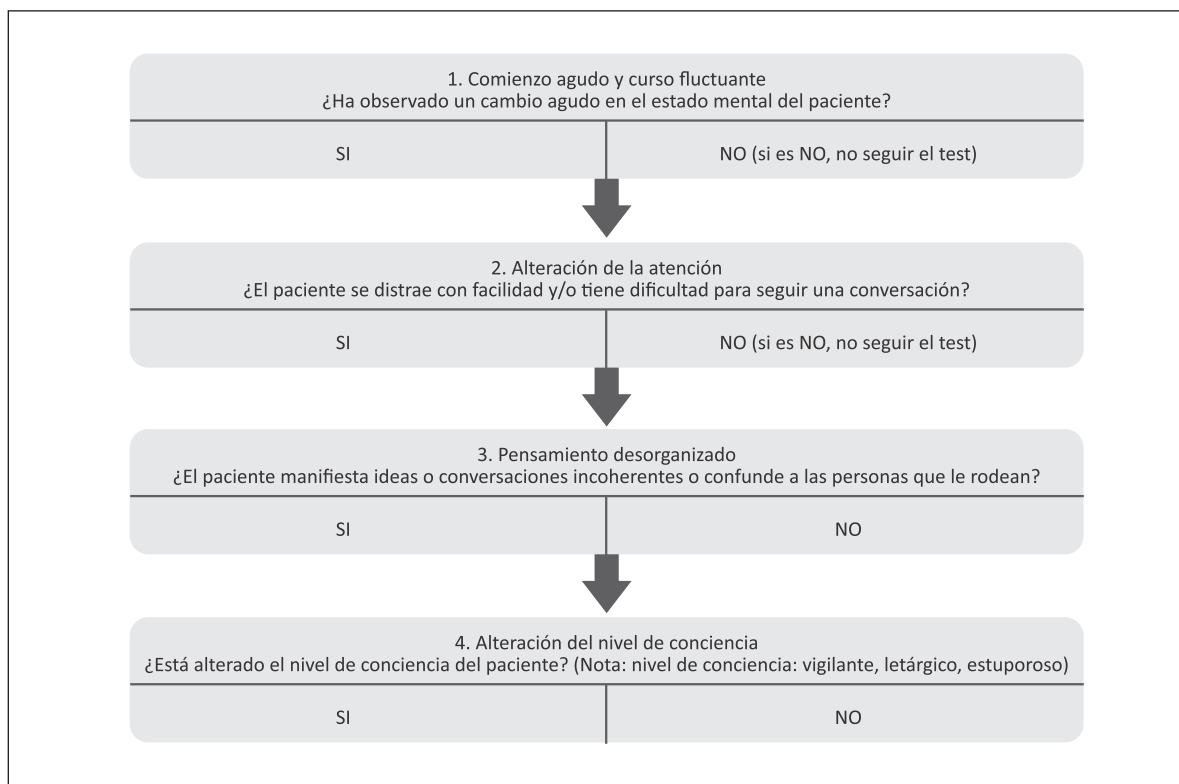 1. Comienzo agudo y curso fluctuante
¿Ha observado un cambio agudo en el estado mental del paciente?
SI
NO (si es NO, no seguir el test)
2. Alteración de la atención
¿El paciente se distrae con facilidad y/o tiene dificultad para seguir una conversación?
SI
NO (si es NO, no seguir el test)
3. Pensamiento desorganizado
¿El paciente manifiesta ideas o conversaciones incoherentes o confunde a las personas que le rodean?
SI
NO
4. Alteración del nivel de conciencia
¿Está alterado el nivel de conciencia del paciente? (Nota: nivel de conciencia: vigilante, letárgico, estuporoso)
SI
NO